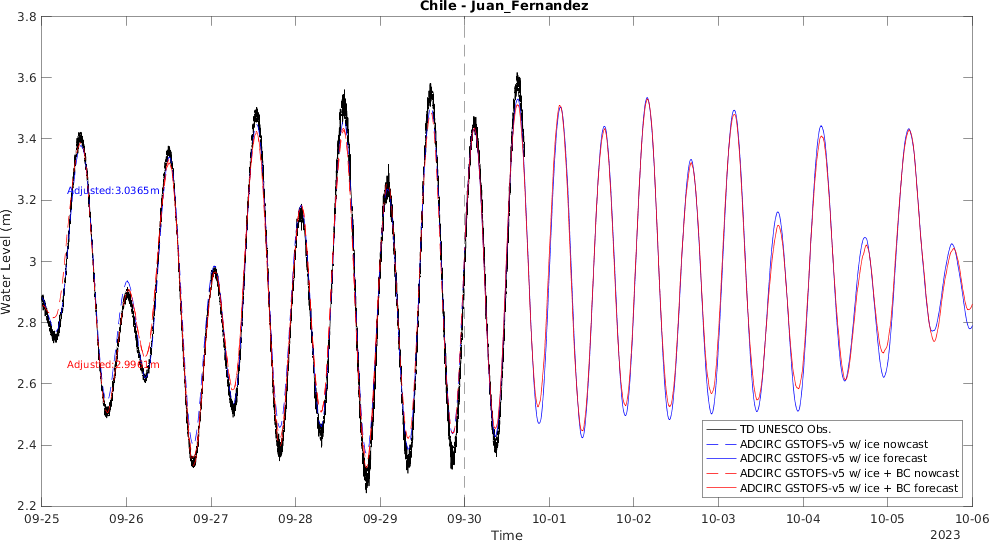 Chile - Juan_Fernandez
3.8
3.6
3.4
3.2
3
2.8
2.6
2.4
2.2
Water Level (m)
Adjusted:3.0365m
TD UNESCO Obs.
ADCIRC GSTOFS-v5 w/ ice nowcast
ADCIRC GSTOFS-v5 w/ ice forecast
ADCIRC GSTOFS-v5 w/ ice + BC nowcast
ADCIRC GSTOFS-v5 w/ ice + BC forecast
09-25 09-26 09-27 09-28 09-29 09-30 10-01 10-02 10-03 10-04 10-05 10-06
Time
2023